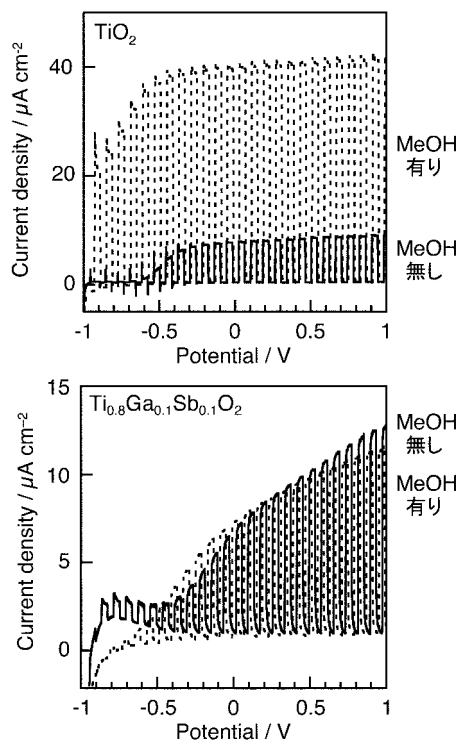 TiO₂
Current density / μA cm⁻²
40
20
0
-1
-0.5
0
0.5
1
Potential / V
MeOH
有り
MeOH
無し
Ti₀.₈Ga₀.₁Sb₀.₁O₂
Current density / μA cm⁻²
15
10
5
0
-1
-0.5
0
0.5
1
Potential / V
MeOH
無し
MeOH
有り